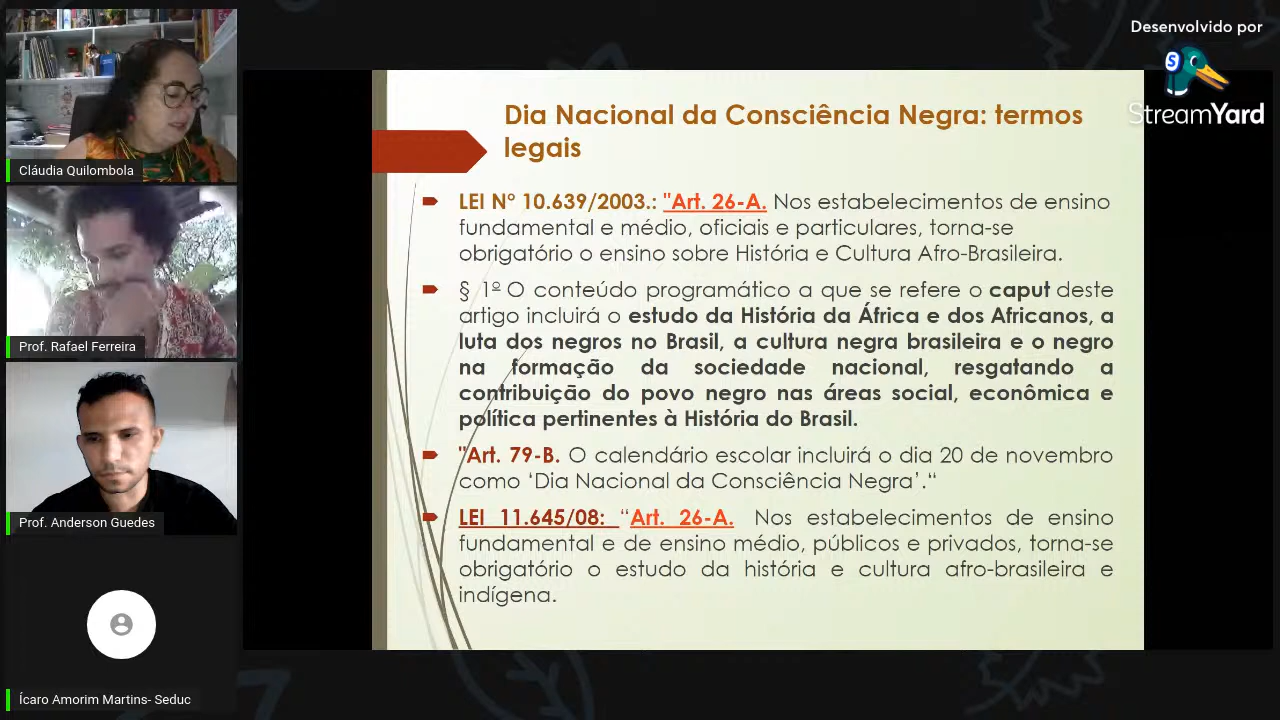 Desenvolvido por
StreamYard
Cláudia Quilombola
Prof. Rafael Ferreira
Prof. Anderson Guedes
Ícaro Amorim Martins- Seduc
Dia Nacional da Consciência Negra: termos
legais
LEI Nº 10.639/2003.: "Art. 26-A. Nos estabelecimentos de ensino
fundamental e médio, oficiais e particulares, torna-se
obrigatório o ensino sobre História e Cultura Afro-Brasileira.
§ 1º O conteúdo programático a que se refere o caput deste
artigo incluirá o estudo da História da África e dos Africanos, a
luta dos negros no Brasil, a cultura negra brasileira e o negro
na formação da sociedade nacional, resgatando a
contribuição do povo negro nas áreas social, econômica e
política pertinentes à História do Brasil.
"Art. 79-B. O calendário escolar incluirá o dia 20 de novembro
como ‘Dia Nacional da Consciência Negra’.“
LEI 11.645/08: “Art. 26-A. Nos estabelecimentos de ensino
fundamental e de ensino médio, públicos e privados, torna-se
obrigatório o estudo da história e cultura afro-brasileira e
indígena.